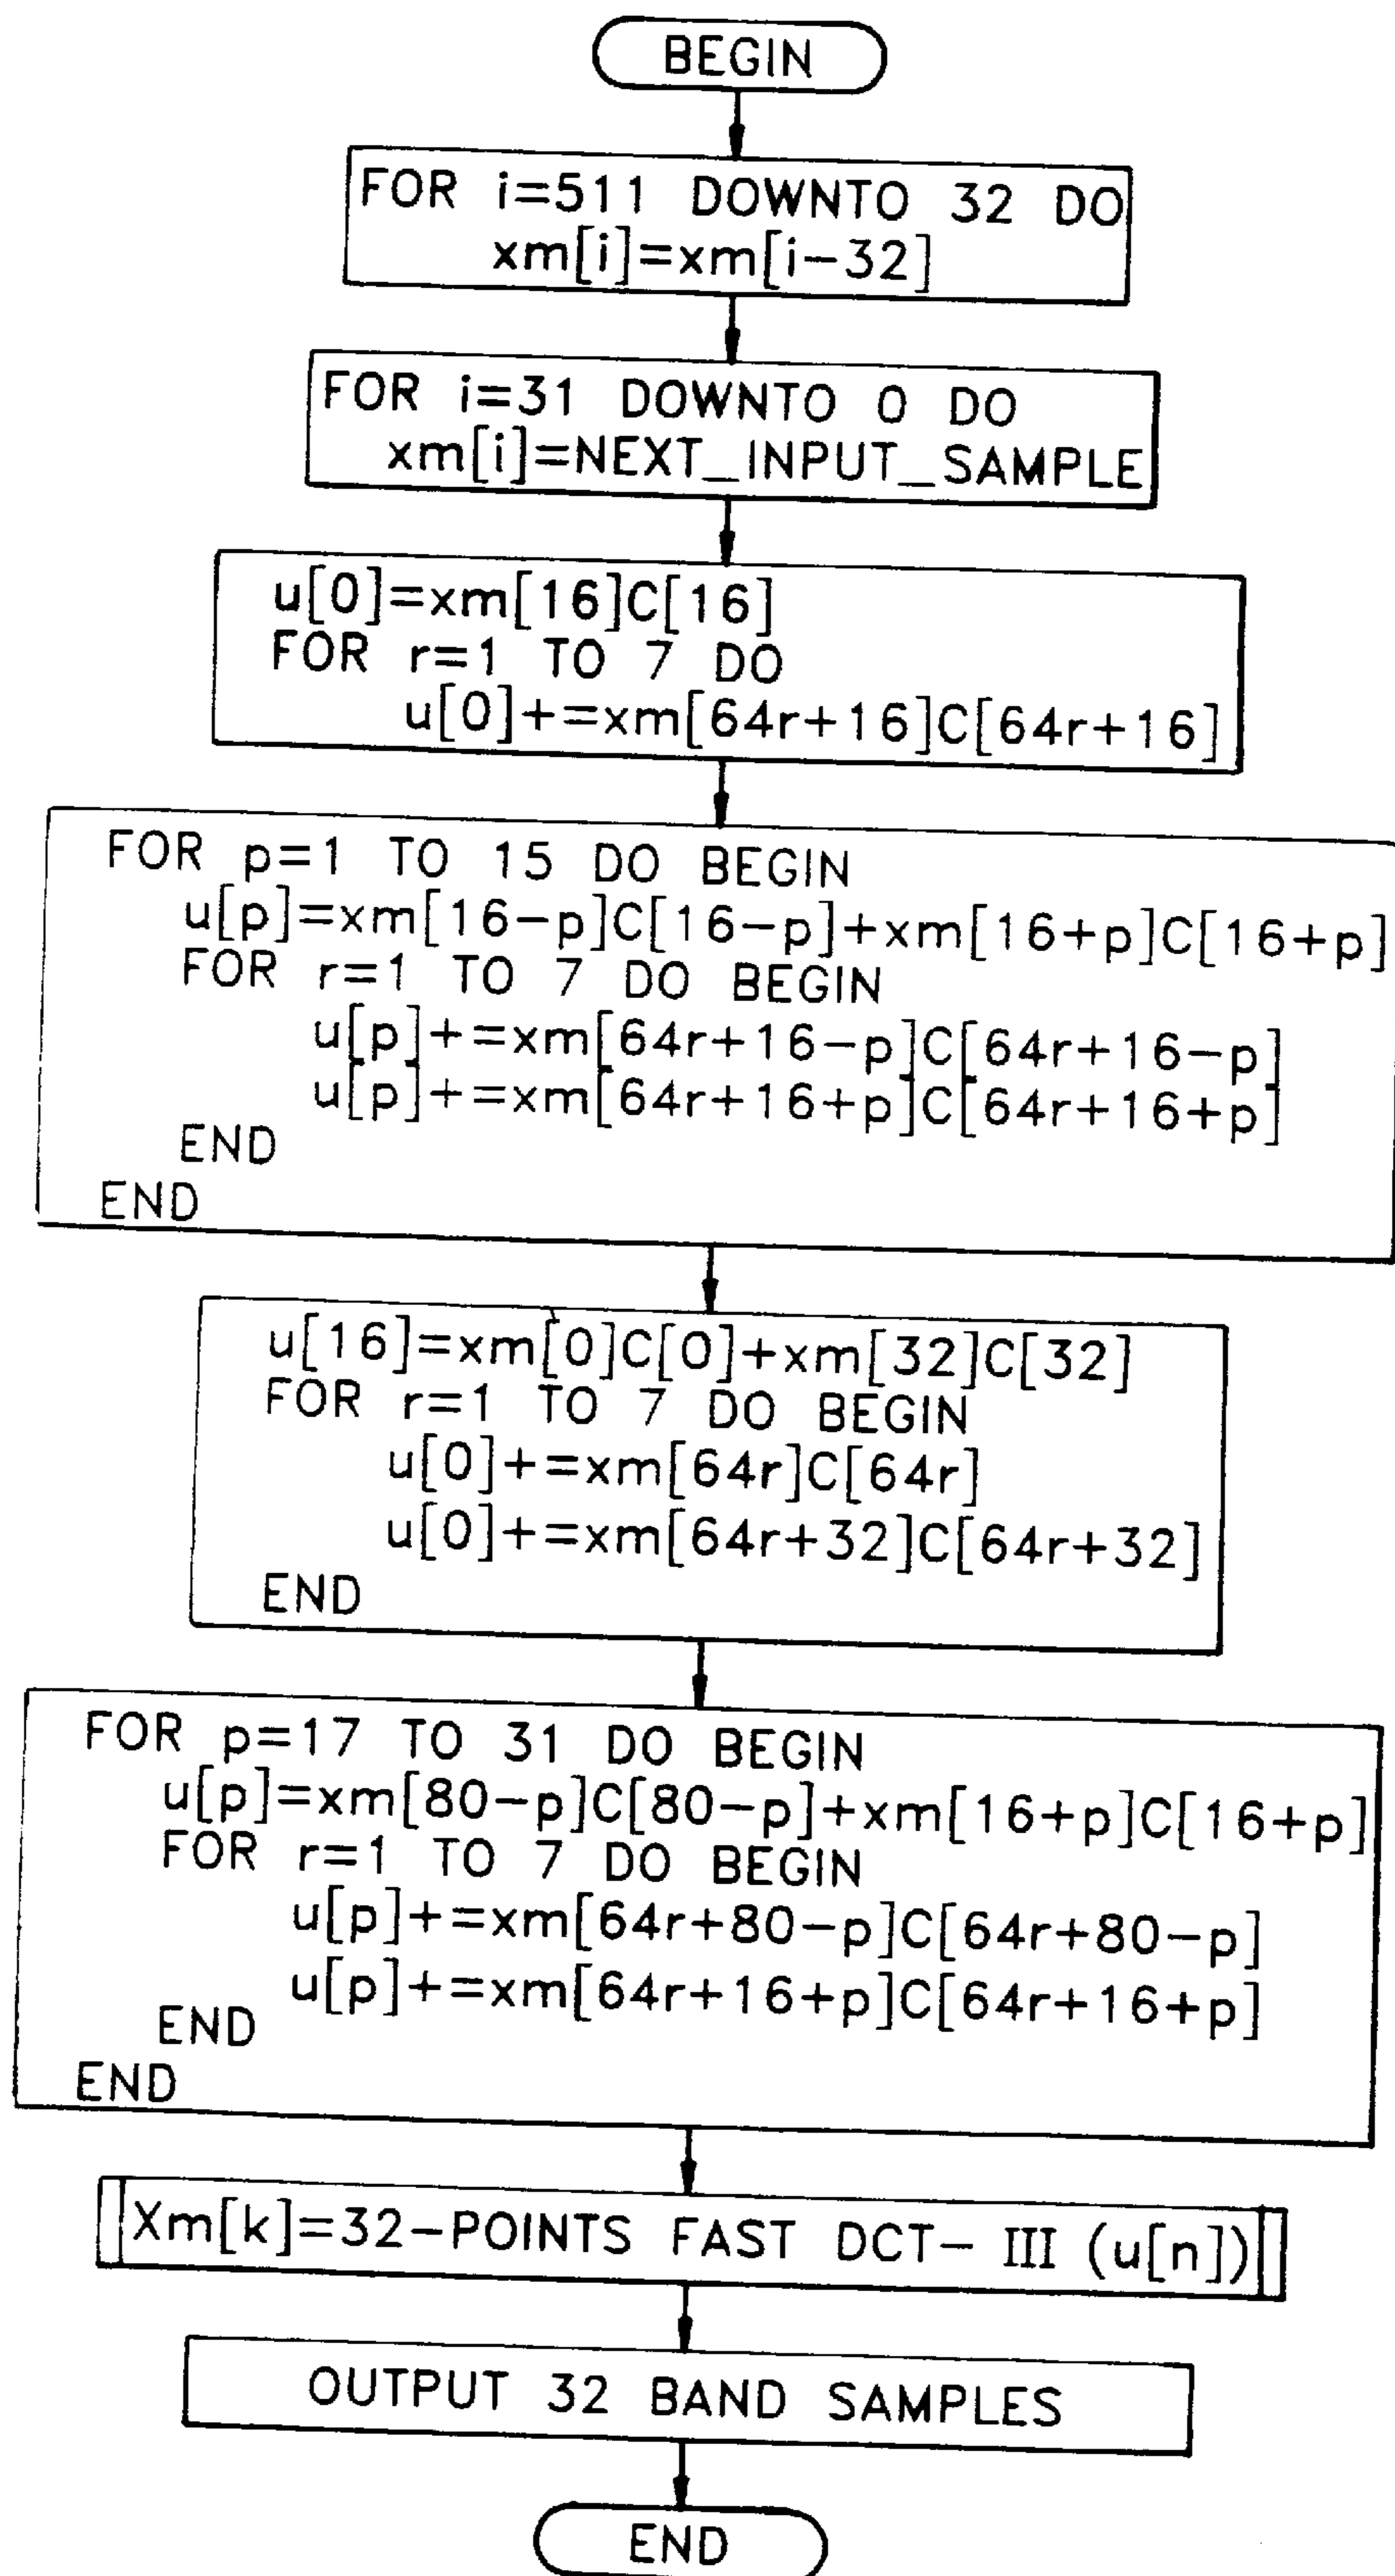 BEGIN
FOR i=511 DOWNTO 32 DO
xm[i]=xm[i-32]
FOR i=31 DOWNTO 0 DO
xm[i]=NEXT_INPUT_SAMPLE
u[0]=xm[16]C[16]
FOR r=1 TO 7 DO
u[0]+=xm[64r+16]C[64r+16]
FOR p=1 TO 15 DO BEGIN
u[p]=xm[16-p]C[16-p]+xm[16+p]C[16+p]
FOR r=1 TO 7 DO BEGIN
u[p]+=xm[64r+16-p]C[64r+16-p]
u[p]+=xm[64r+16+p]C[64r+16+p]
END
END
u[16]=xm[0]C[0]+xm[32]C[32]
FOR r=1 TO 7 DO BEGIN
u[0]+=xm[64r]C[64r]
u[0]+=xm[64r+32]C[64r+32]
END
FOR p=17 TO 31 DO BEGIN
u[p]=xm[80-p]C[80-p]+xm[16+p]C[16+p]
FOR r=1 TO 7 DO BEGIN
u[p]+=xm[64r+80-p]C[64r+80-p]
u[p]+=xm[64r+16+p]C[64r+16+p]
END
END
Xm[k]=32-POINTS FAST DCT- III (u[n])
OUTPUT 32 BAND SAMPLES
END